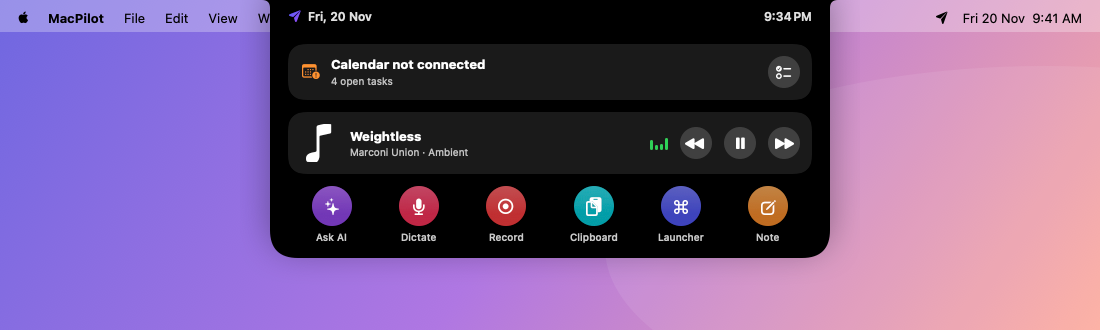 MacPilot File Edit View W
Fri 20 Nov 9:41 AM
Fri, 20 Nov
9:34 PM
Calendar not connected
4 open tasks
Weightless
Marconi Union · Ambient
Ask AI
Dictate
Record
Clipboard
Launcher
Note